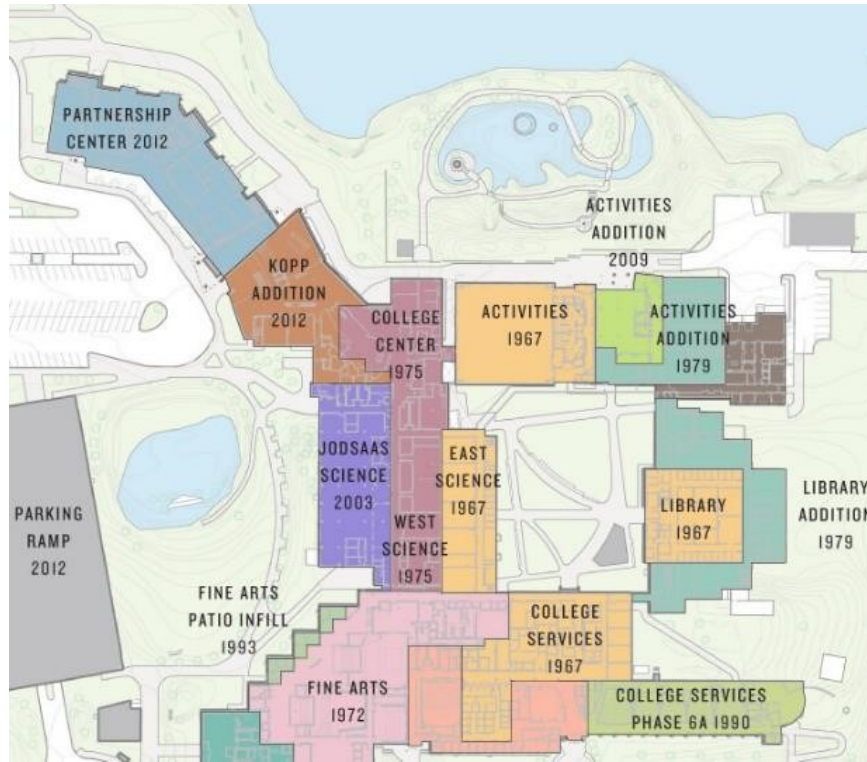 PARTNERSHIP
CENTER 2012
KOPP
ADDITION
2012
COLLEGE
CENTER
1975
ACTIVITIES
1967
ACTIVITIES
ADDITION
2009
ACTIVITIES
ADDITION
1979
JODSAAS
SCIENCE
2003
EAST
SCIENCE
1967
WEST
SCIENCE
1975
LIBRARY
1967
LIBRARY
ADDITION
1979
PARKING
RAMP
2012
FINE ARTS
PATIO INFILL
1993
COLLEGE
SERVICES
1967
FINE ARTS
1972
COLLEGE SERVICES
PHASE 6A 1990